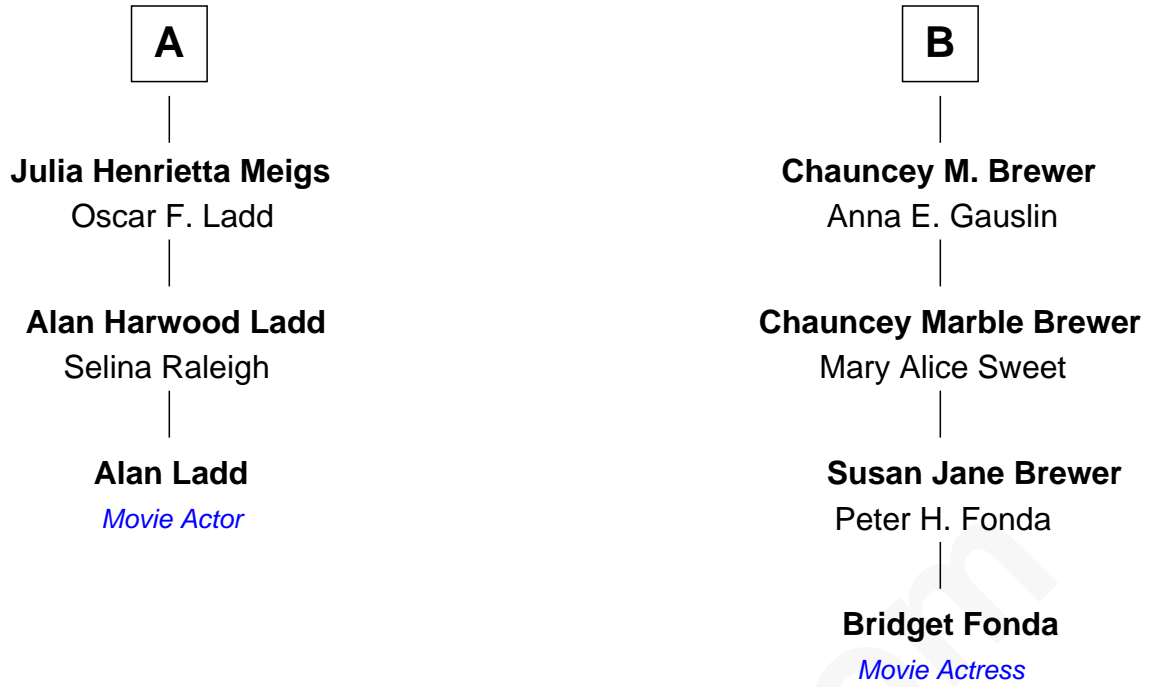 A
Julia Henrietta Meigs
Oscar F. Ladd
Alan Harwood Ladd
Selina Raleigh
Alan Ladd
Movie Actor
B
Chauncey M. Brewer
Anna E. Gauslin
Chauncey Marble Brewer
Mary Alice Sweet
Susan Jane Brewer
Peter H. Fonda
Bridget Fonda
Movie Actress